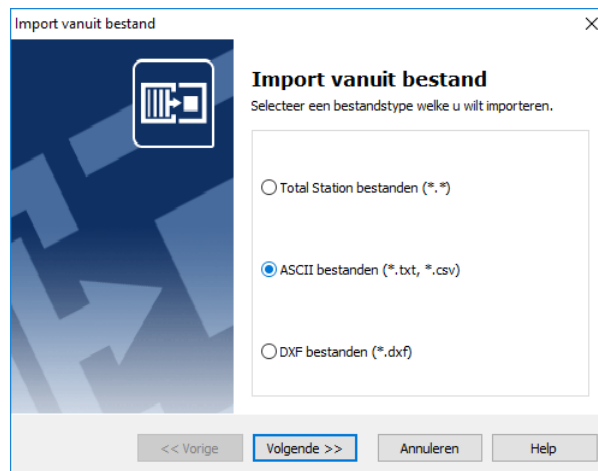 Import vanuit bestand
Import vanuit bestand
Selecteer een bestandstype welke u wilt importeren.
Total Station bestanden (*.*)
ASCII bestanden (*.txt, *.csv)
DXF bestanden (*.dxf)
<< Vorige
Volgende >>
Annuleren
Help